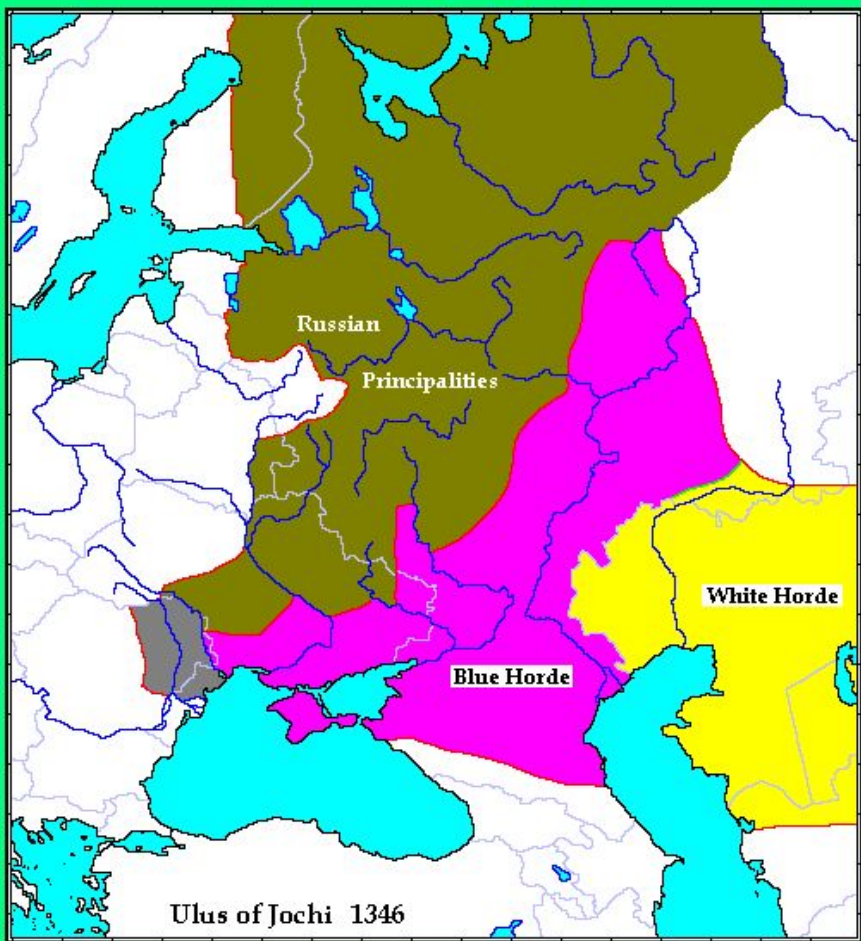 Russian
Principalities
White Horde
Blue Horde
Ulus of Jochi 1346